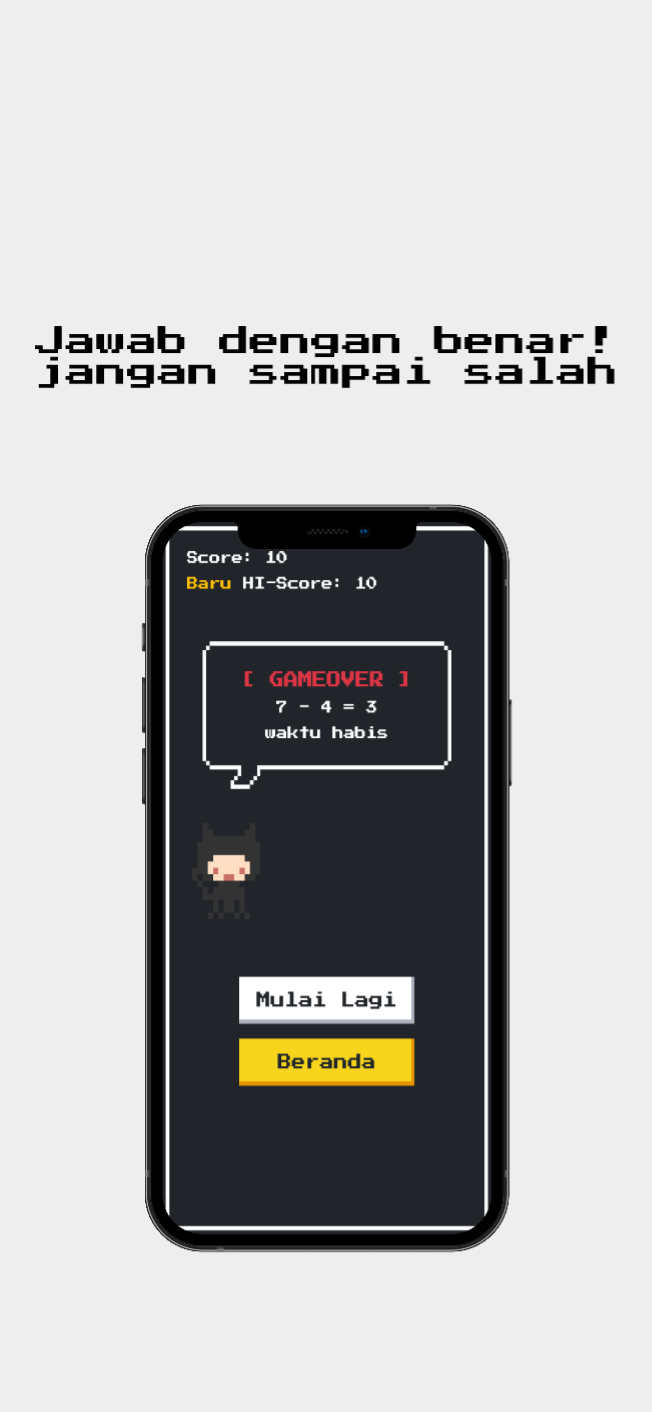 Jawab dengan benar!
jangan sampai salah
Score: 10
Baru HI-Score: 10
[ GAMEOVER ]
7 - 4 = 3
waktu habis
Mulai Lagi
Beranda